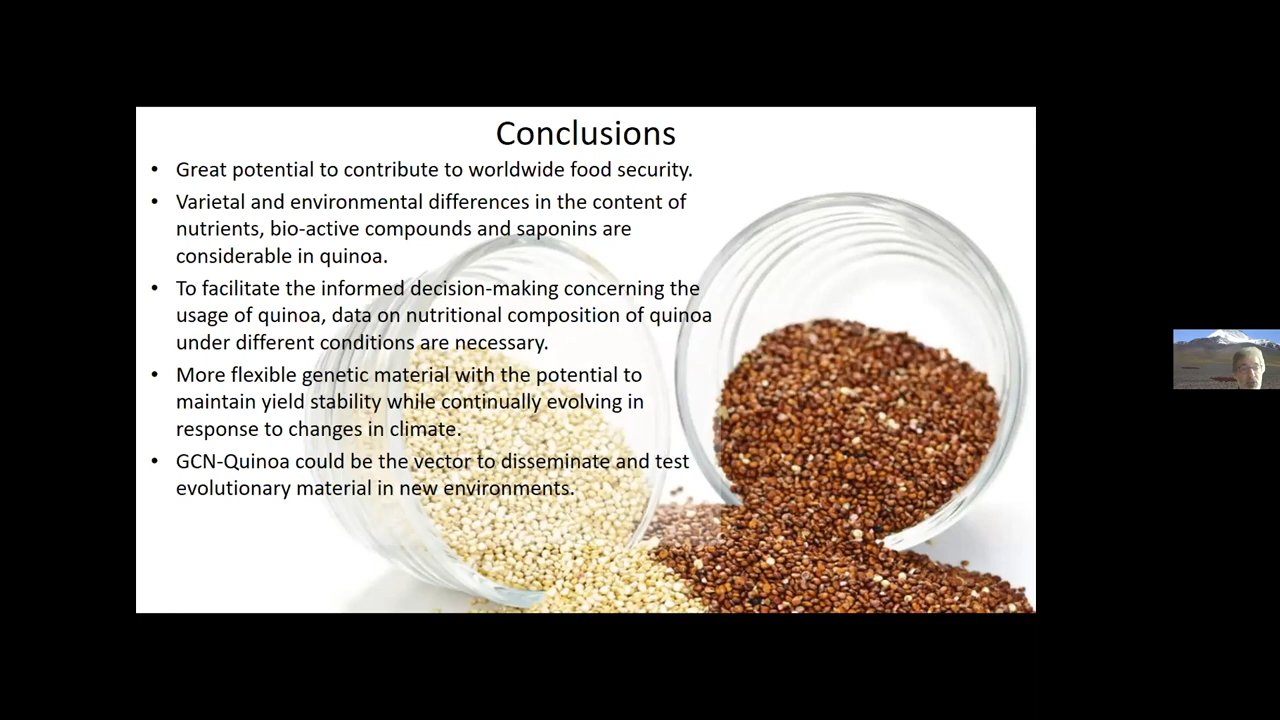 Conclusions
• Great potential to contribute to worldwide food security.
• Varietal and environmental differences in the content of
nutrients, bio-active compounds and saponins are
considerable in quinoa.
• To facilitate the informed decision-making concerning the
usage of quinoa, data on nutritional composition of quinoa
under different conditions are necessary.
• More flexible genetic material with the potential to
maintain yield stability while continually evolving in
response to changes in climate.
• GCN-Quinoa could be the vector to disseminate and test
evolutionary material in new environments.